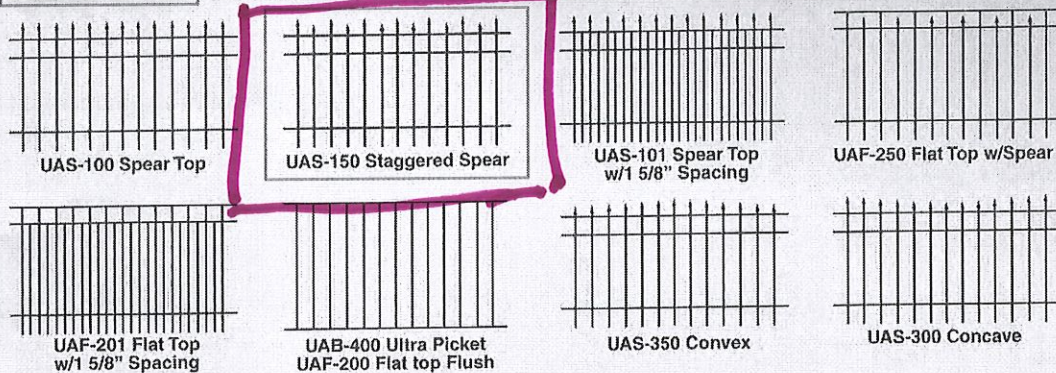 UAS-100 Spear Top
UAS-150 Staggered Spear
UAS-101 Spear Top
w/1 5/8" Spacing
UAF-250 Flat Top w/Spear
UAF-201 Flat Top
w/1 5/8" Spacing
UAB-400 Ultra Picket
UAF-200 Flat top Flush
UAS-350 Convex
UAS-300 Concave